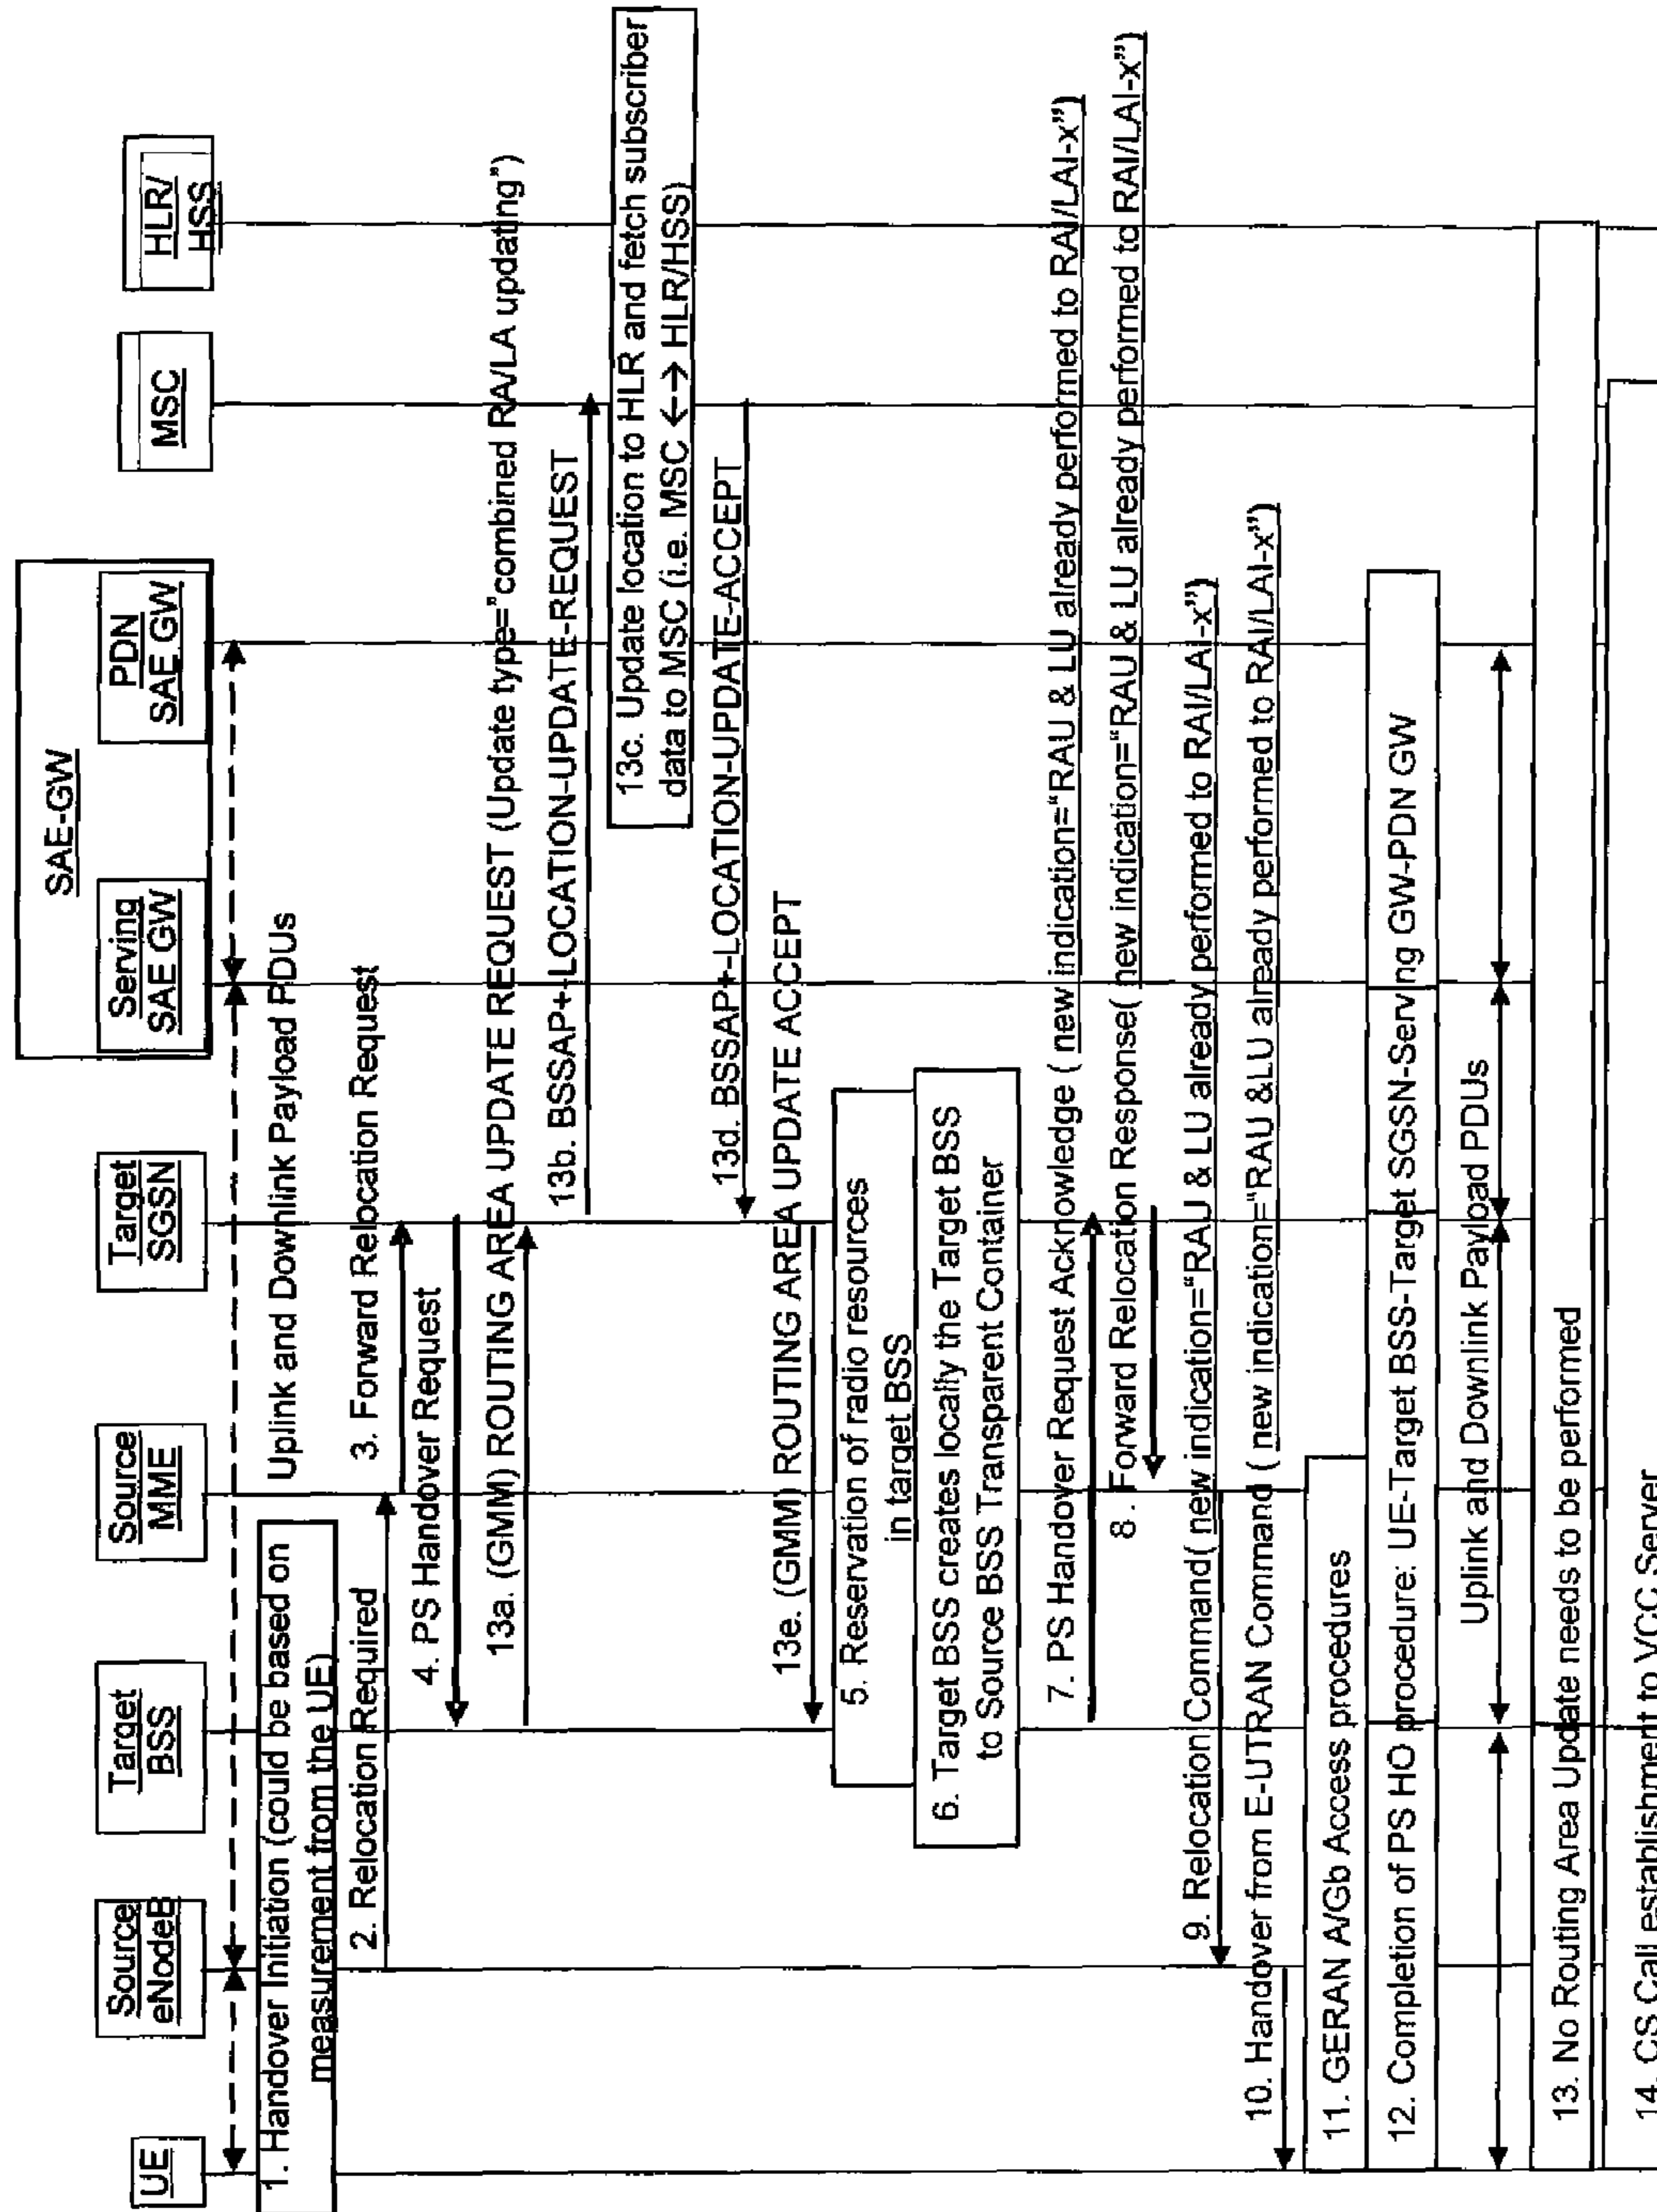 SAE-GW
UE
Source
eNodeB
Target
BSS
Source
MME
Target
SGSN
Serving
SAE GW
PDN
SAE GW
MSC
HLR/
HSS
1. Handover Initiation (could be based on
measurement from the UE)
Uplink and Downlink Payload PDUs
2. Relocation Required
3. Forward Relocation Request
4. PS Handover Request
13a. (GMM) ROUTING AREA UPDATE REQUEST (Update type="combined RA/LA updating")
13b. BSSAP+-LOCATION-UPDATE-REQUEST
13c. Update location to HLR and fetch subscriber
data to MSC (i.e. MSC ←→ HLR/HSS)
13d. BSSAP+-LOCATION-UPDATE-ACCEPT
13e. (GMM) ROUTING AREA UPDATE ACCEPT
5. Reservation of radio resources
in target BSS
6. Target BSS creates locally the Target BSS
to Source BSS Transparent Container
7. PS Handover Request Acknowledge ( new indication="RAU & LU already performed to RAI/LAI-x")
8 . Forward Relocation Response( new indication="RAU & LU already performed to RAI/LAI-x")
9. Relocation Command( new indication="RAU & LU already performed to RAI/LAI-x")
10. Handover from E-UTRAN Command ( new indication="RAU &LU already performed to RAI/LAI-x")
11. GERAN A/Gb Access procedures
12. Completion of PS HO procedure: UE-Target BSS-Target SGSN-Serving GW-PDN GW
Uplink and Downlink Payload PDUs
13. No Routing Area Update needs to be performed
14. CS Call establishment to VCC Server